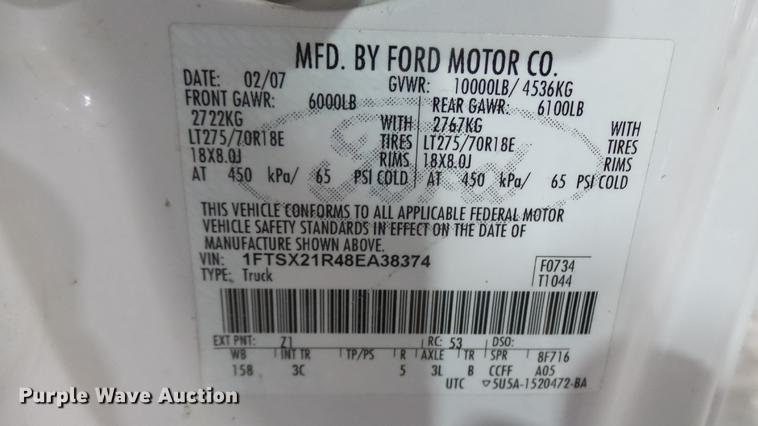 MFD. BY FORD MOTOR CO.
DATE: 02/07 GVWR: 10000LB/ 4536KG
FRONT GAWR: 6000LB REAR GAWR: 6100LB
2722KG WITH 2767KG WITH
LT275/70R18E TIRES LT275/70R18E TIRES
18X8.0J RIMS 18X8.0J RIMS
AT 450 kPa/ 65 PSI COLD AT 450 kPa/ 65 PSI COLD
Ford
THIS VEHICLE CONFORMS TO ALL APPLICABLE FEDERAL MOTOR
VEHICLE SAFETY STANDARDS IN EFFECT ON THE DATE OF
MANUFACTURE SHOWN ABOVE.
VIN: 1FTSX21R48EA38374 F0734
TYPE: Truck T1044
EXT PNT: Z1 RC: 53 DSO:
WB INT TR TP/PS R AXLE TR SPR 8F716
158 3C 5 3L B CCFF A05
UTC ▽5U5A-1520472-BA
Purple Wave Auction